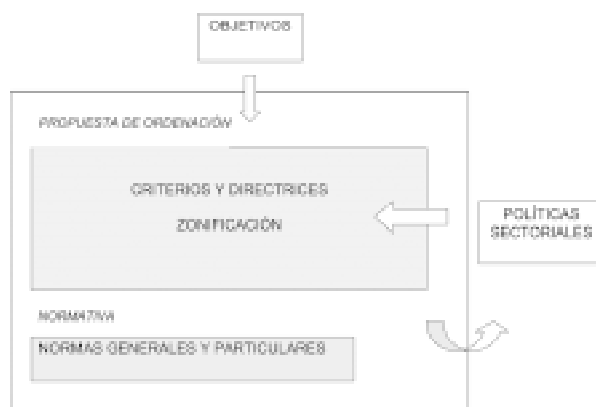 OBJETIVOS
PROPUESTA DE ORDENACIÓN
CRITERIOS Y DIRECTRICES
ZONIFICACIÓN
POLÍTICAS
SECTORIALES
NORMATIVA
NORMAS GENERALES Y PARTICULARES